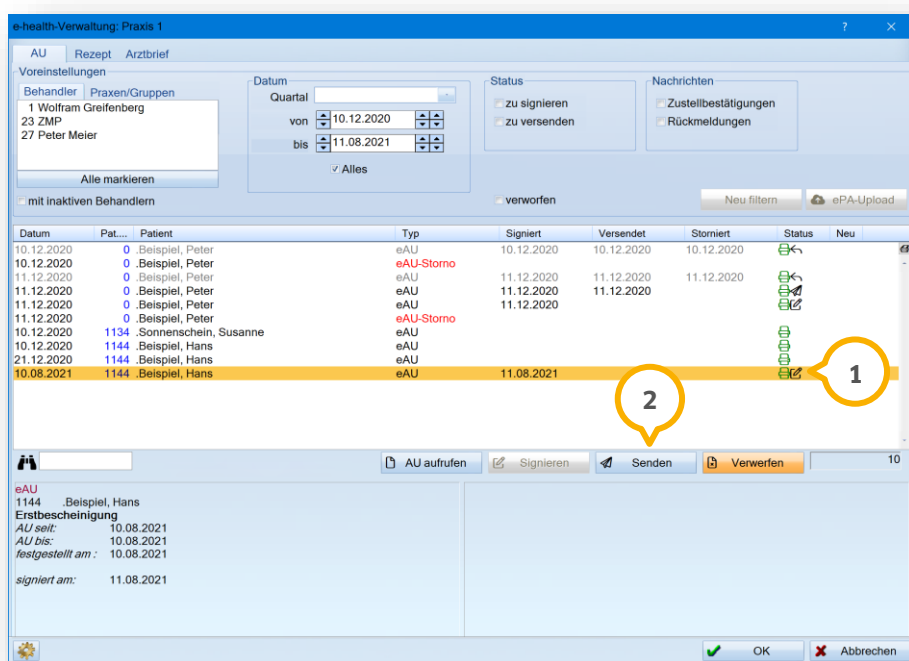 e-health-Verwaltung: Praxis 1 ? ×
AU Rezept Arztbrief
Voreinstellungen
Behandler Praxen/Gruppen
1 Wolfram Greifenberg
23 ZMP
27 Peter Meier
Alle markieren
mit inaktiven Behandlern
Datum
Quartal
von 10.12.2020
bis 11.08.2021
Alles
Status
zu signieren
zu versenden
Nachrichten
Zustellbestätigungen
Rückmeldungen
verworfen
Neu filtern ePA-Upload
Datum Pat.... Patient Typ Signiert Versendet Storniert Status Neu
10.12.2020 0 .Beispiel, Peter eAU 10.12.2020 10.12.2020 10.12.2020
10.12.2020 0 .Beispiel, Peter eAU-Storno
11.12.2020 0 .Beispiel, Peter eAU 11.12.2020 11.12.2020 11.12.2020
11.12.2020 0 .Beispiel, Peter eAU 11.12.2020 11.12.2020
11.12.2020 0 .Beispiel, Peter eAU 11.12.2020
11.12.2020 0 .Beispiel, Peter eAU-Storno
10.12.2020 1134 .Sonnenschein, Susanne eAU
10.12.2020 1144 .Beispiel, Hans eAU
21.12.2020 1144 .Beispiel, Hans eAU
10.08.2021 1144 .Beispiel, Hans eAU 11.08.2021
1
2
AU aufrufen Signieren Senden Verwerfen 10
eAU
1144 .Beispiel, Hans
Erstbescheinigung
AU seit: 10.08.2021
AU bis: 10.08.2021
festgestellt am : 10.08.2021
signiert am: 11.08.2021
OK Abbrechen